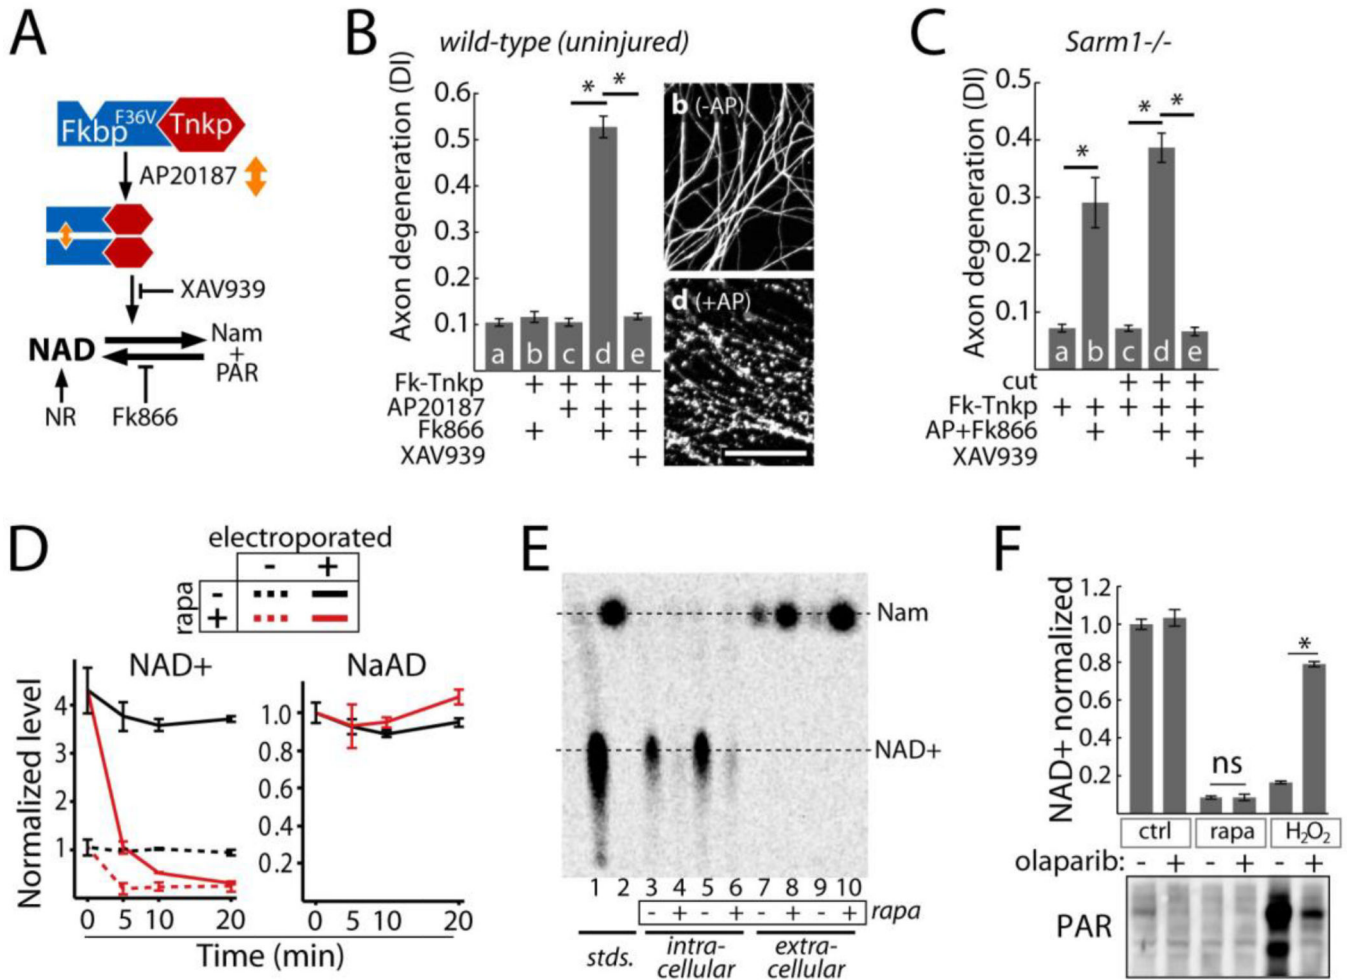 A
Fkbp F36V Tnkp
AP20187
XAV939
NAD
Nam
+
PAR
NR
Fk866
B
wild-type (uninjured)
Axon degeneration (DI)
0.6
0.5
0.4
0.3
0.2
0.1
a b c d e
Fk-Tnkp + + + +
AP20187 + + +
Fk866 + + +
XAV939 +
* *
b (-AP)
d (+AP)
C
Sarm1-/-
Axon degeneration (DI)
0.5
0.4
0.3
0.2
0.1
* * *
a b c d e
cut + + +
Fk-Tnkp + + + + +
AP+Fk866 + + +
XAV939 +
D
electroporated
- +
rapa
-
+
NAD+
NaAD
Normalized level
4
3
2
1
0 5 10 20
1.0
0.8
0.6
0.4
0.2
0 5 10 20
Time (min)
E
Nam
NAD+
1 2 3 4 5 6 7 8 9 10
- + - + - + - + rapa
stds.
intra-
cellular
extra-
cellular
F
NAD+ normalized
1.2
1.0
0.8
0.6
0.4
0.2
ns
*
ctrl rapa H₂O₂
olaparib: - + - + - +
PAR